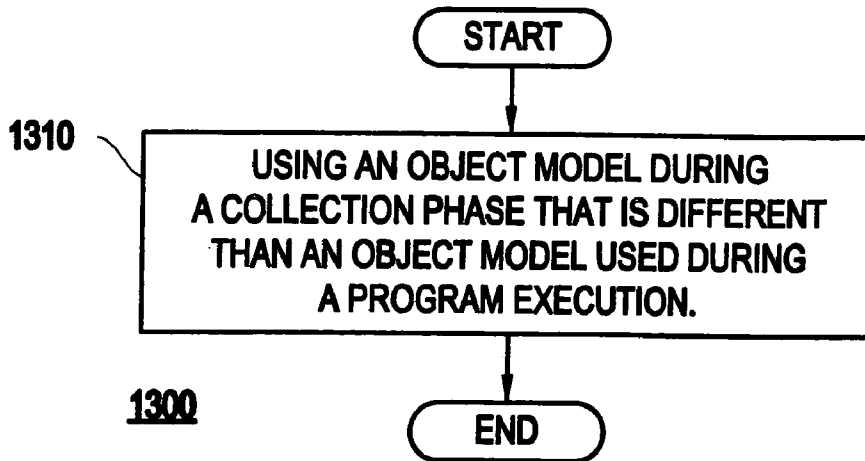 START
1310
USING AN OBJECT MODEL DURING
A COLLECTION PHASE THAT IS DIFFERENT
THAN AN OBJECT MODEL USED DURING
A PROGRAM EXECUTION.
1300
END